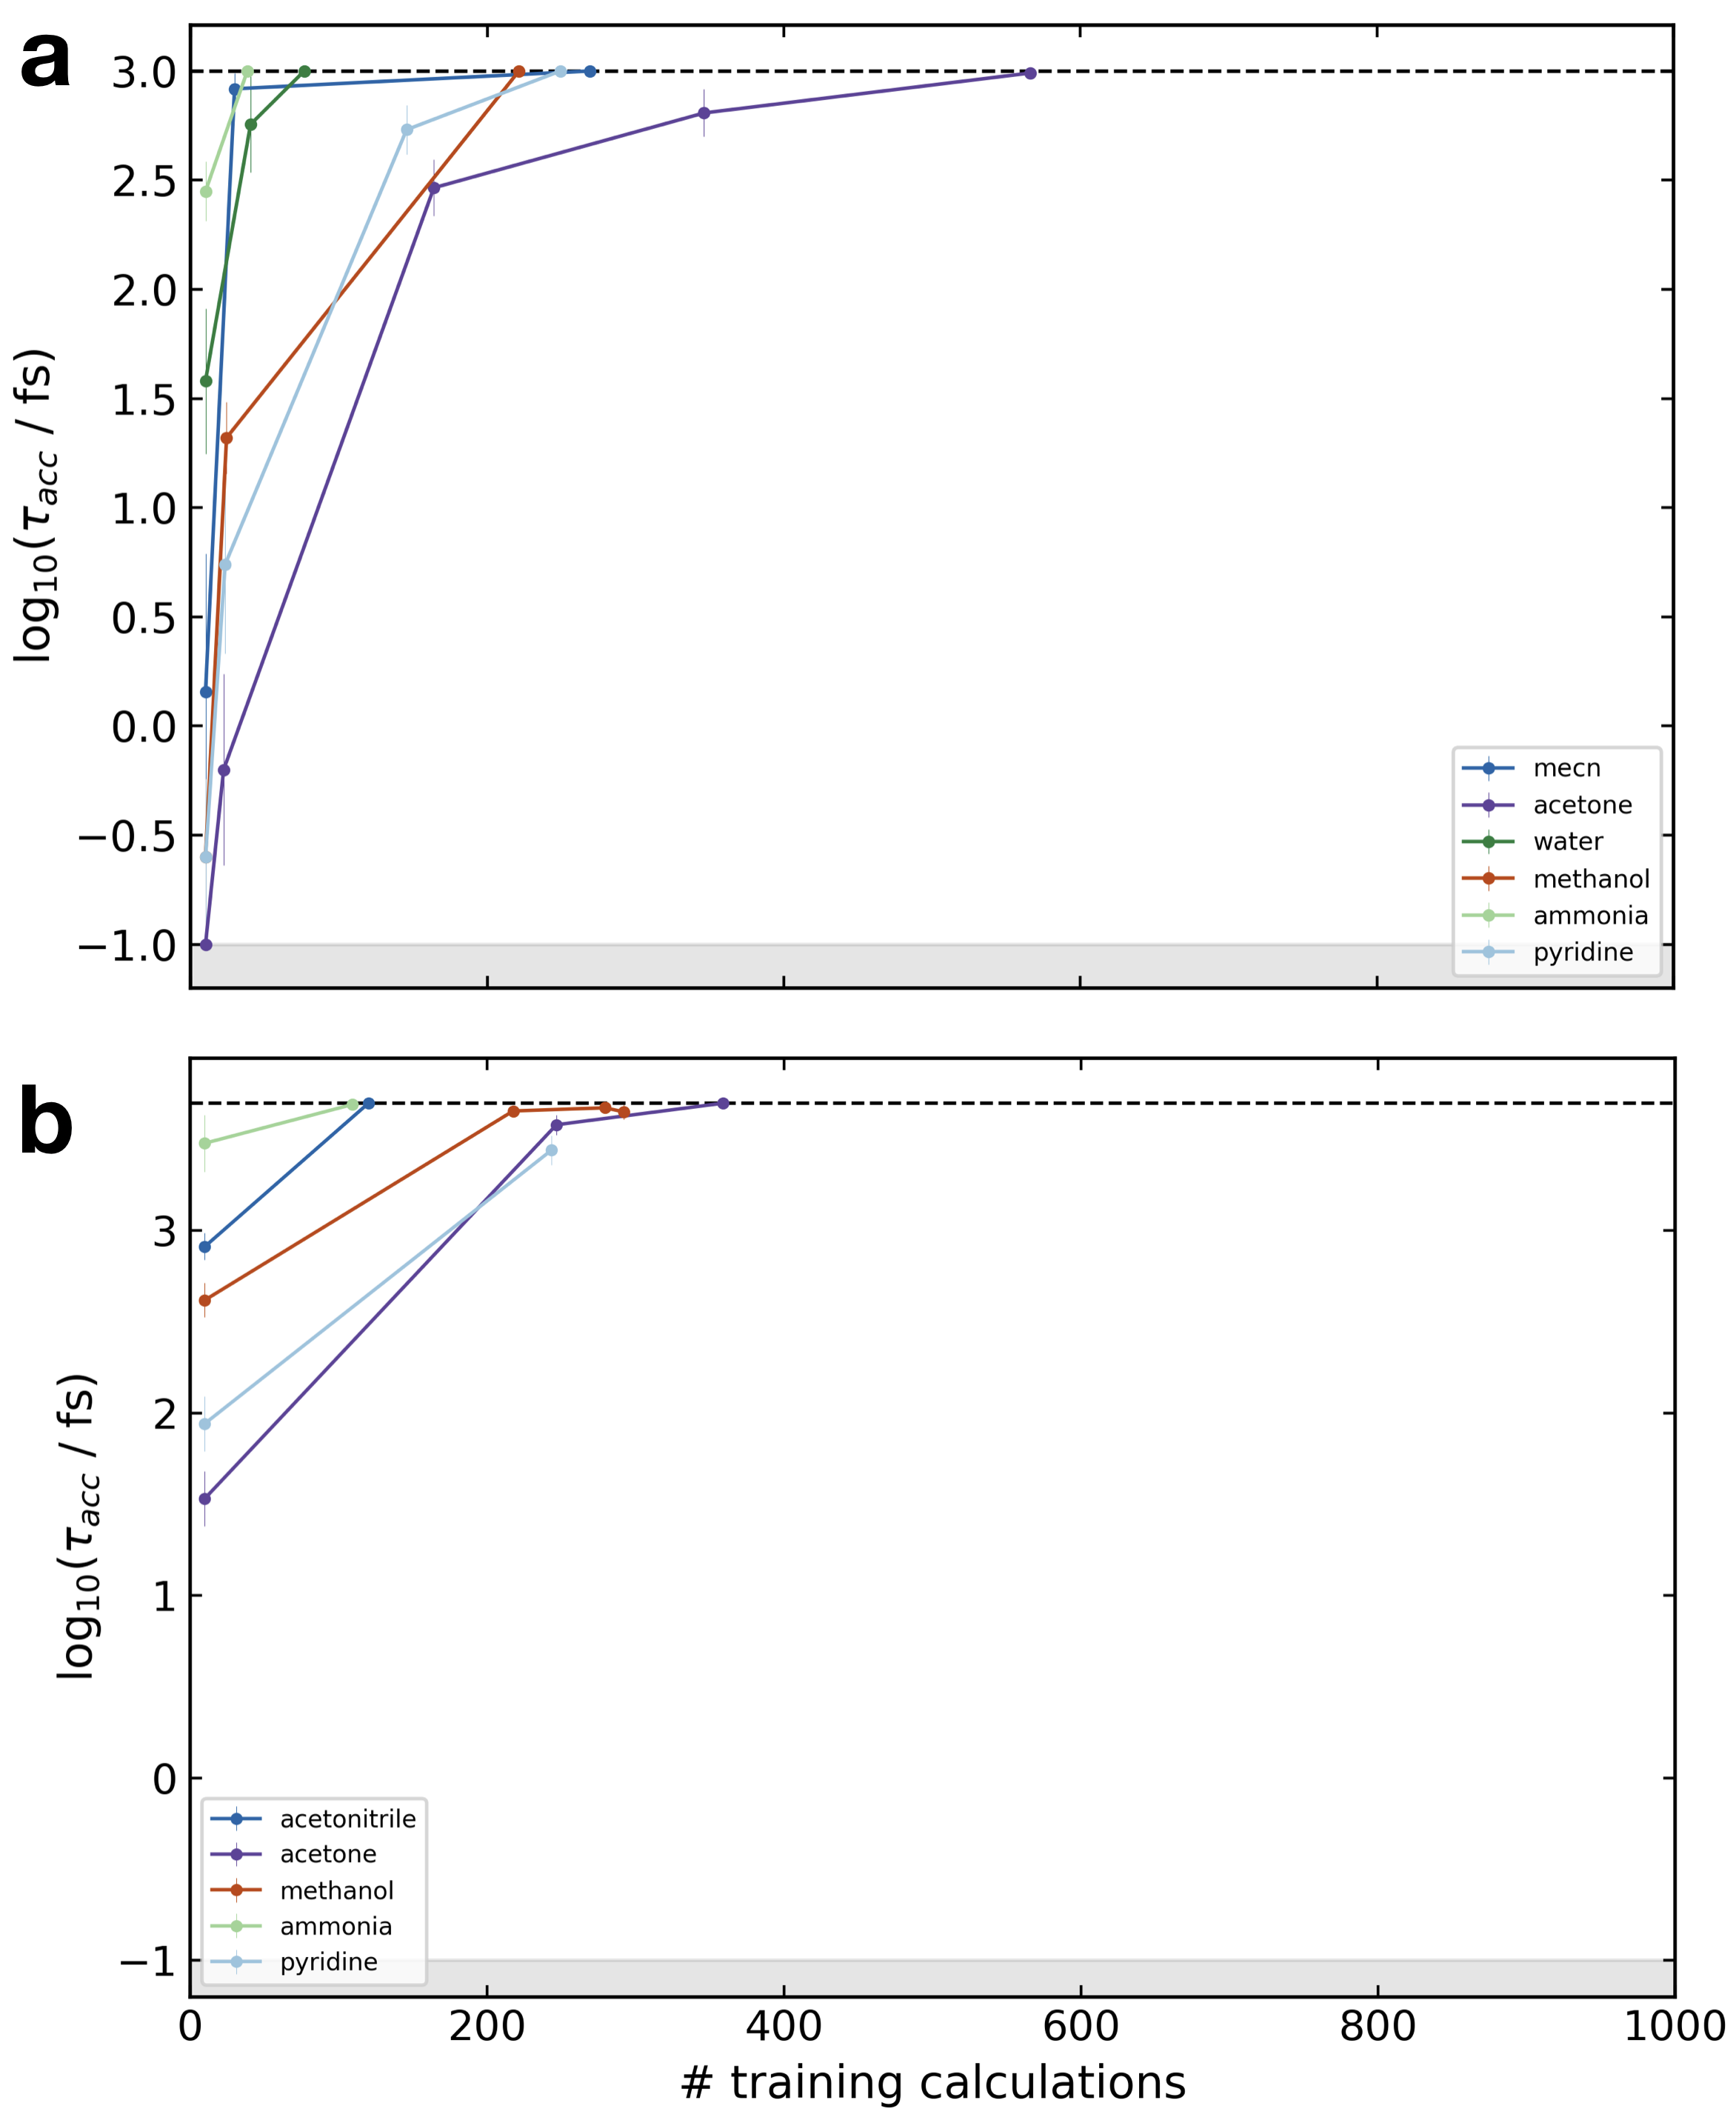 a
3.0
2.5
2.0
1.5
1.0
0.5
0.0
−0.5
−1.0
log10(τacc / fs)
mecn
acetone
water
methanol
ammonia
pyridine
b
3
2
1
0
−1
log10(τacc / fs)
acetonitrile
acetone
methanol
ammonia
pyridine
0 200 400 600 800 1000
# training calculations